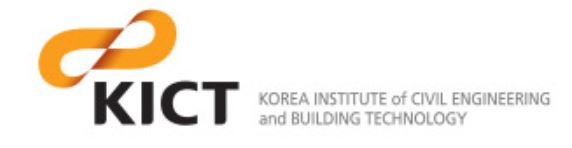 KICT
KOREA INSTITUTE of CIVIL ENGINEERING
and BUILDING TECHNOLOGY